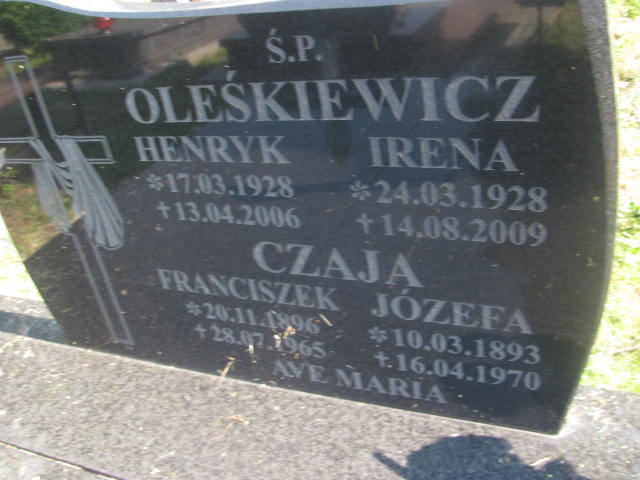 Ś.P.
OLEŚKIEWICZ
HENRYK IRENA
*17.03.1928 *24.03.1928
+13.04.2006 +14.08.2009
CZAJA
FRANCISZEK JÓZEFA
*20.11.1896 *10.03.1893
+28.07.1965 +16.04.1970
AVE MARIA